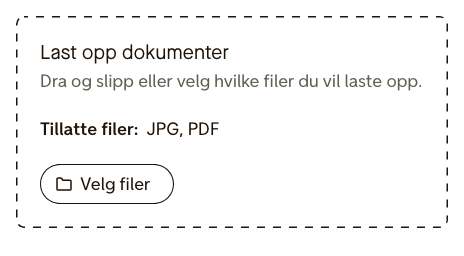 Last opp dokumenter
Dra og slipp eller velg hvilke filer du vil laste opp.
Tillatte filer: JPG, PDF
Velg filer